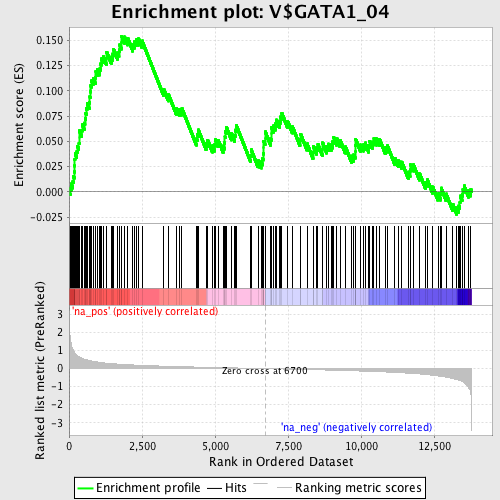 Enrichment plot: V$GATA1_04
Enrichment score (ES)
0.150
0.125
0.100
0.075
0.050
0.025
0.000
-0.025
'na_pos' (positively correlated)
Ranked list metric (PreRanked)
3
2
1
0
-1
-2
-3
Zero cross at 6700
'na_neg' (negatively correlated)
0
2,500
5,000
7,500
10,000
12,500
Rank in Ordered Dataset
Enrichment profile
Hits
Ranking metric scores